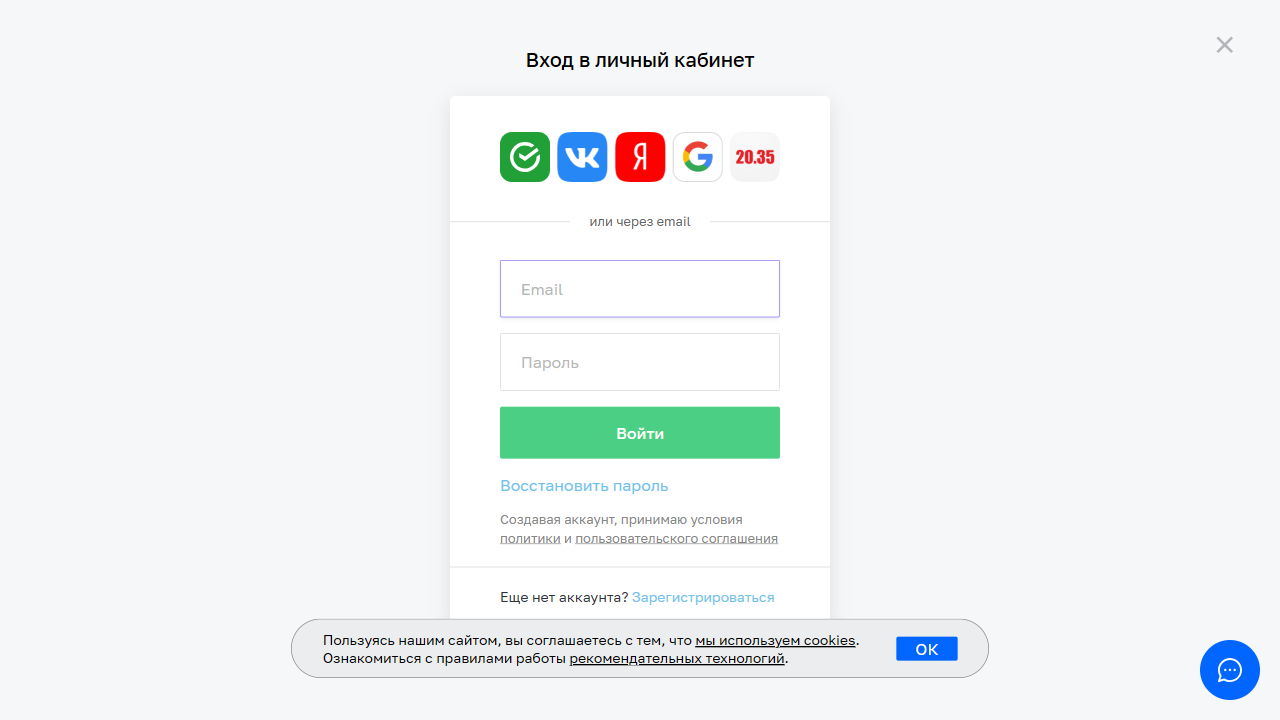 Вход в личный кабинет
Я
20.35
или через email
Email
Пароль
Войти
Восстановить пароль
Создавая аккаунт, принимаю условия
политики и пользовательского соглашения
Еще нет аккаунта? Зарегистрироваться
Пользуясь нашим сайтом, вы соглашаетесь с тем, что мы используем cookies.
Ознакомиться с правилами работы рекомендательных технологий.
OK